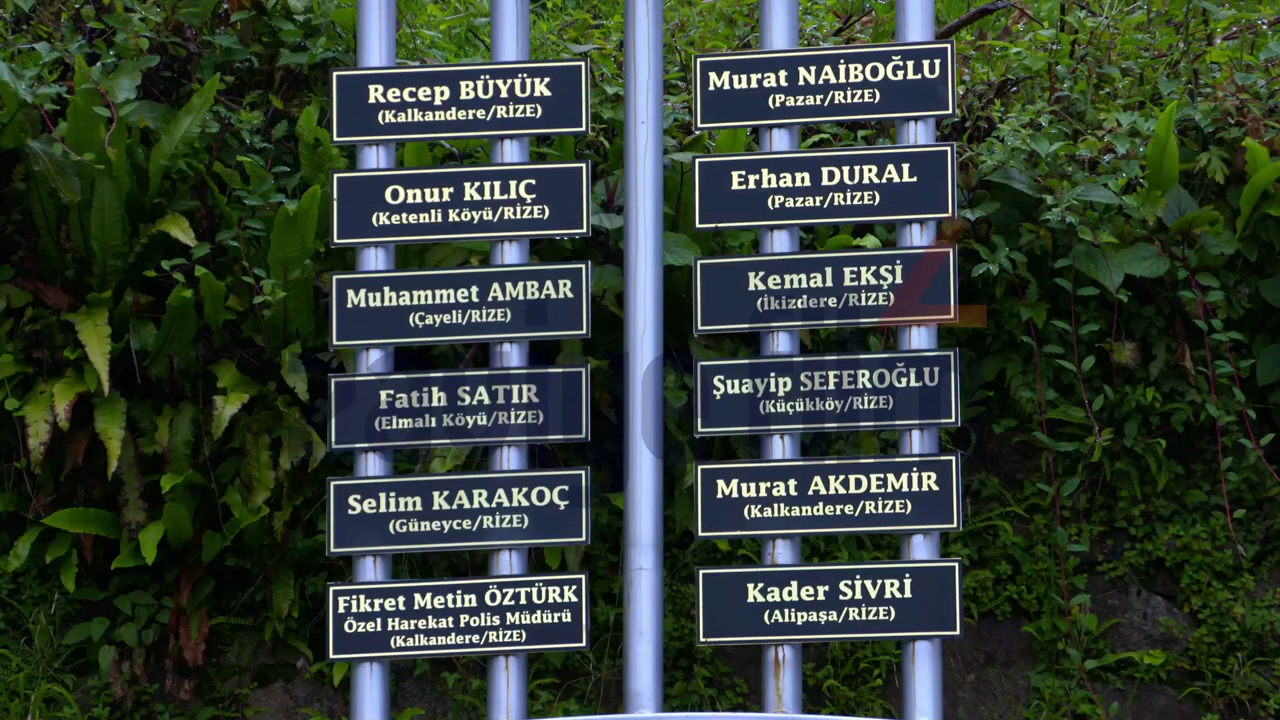 Recep BÜYÜK
(Kalkandere/RİZE)
Onur KILIÇ
(Ketenli Köyü/RİZE)
Muhammet AMBAR
(Çayeli/RİZE)
Fatih SATIR
(Elmalı Köyü/RİZE)
Selim KARAKOÇ
(Güneyce/RİZE)
Fikret Metin ÖZTÜRK
Özel Harekat Polis Müdürü
(Kalkandere/RİZE)
Murat NAİBOĞLU
(Pazar/RİZE)
Erhan DURAL
(Pazar/RİZE)
Kemal EKŞİ
(İkizdere/RİZE)
Şuayip SEFEROĞLU
(Küçükköy/RİZE)
Murat AKDEMİR
(Kalkandere/RİZE)
Kader SİVRİ
(Alipaşa/RİZE)